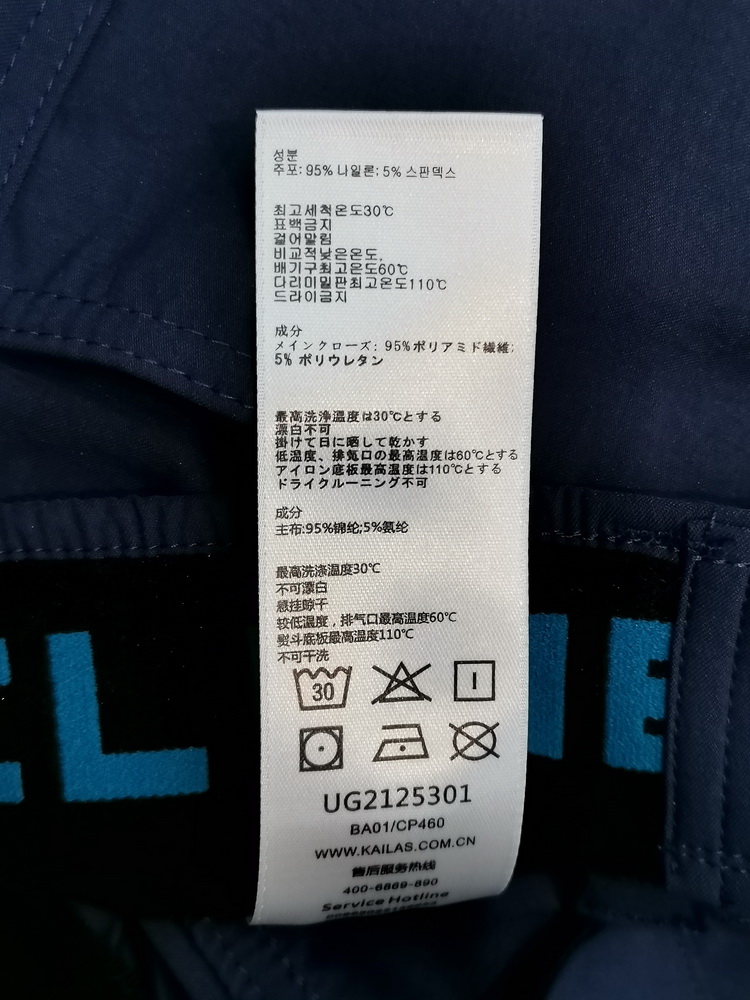 성분
주포: 95% 나일론; 5% 스판덱스
최고세척온도30℃
표백금지
걸어말림
비교적낮은온도,
배기구최고온도60℃
다리미밑판최고온도110℃
드라이금지
成分
メインクローズ: 95%ポリアミド繊維;
5% ポリウレタン
最高洗浄温度は30℃とする
漂白不可
掛けて日に晒して乾かす
低温度、排気口の最高温度は60℃とする
アイロン底板最高温度は110℃とする
ドライクルーニング不可
成分
主布:95%锦纶;5%氨纶
最高洗涤温度30℃
不可漂白
悬挂晾干
较低温度，排气口最高温度60℃
熨斗底板最高温度110℃
不可干洗
30
UG2125301
BA01/CP460
WWW.KAILAS.COM.CN
售后服务热线
400-6869-890
Service Hotline